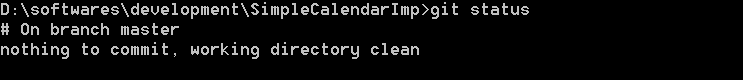 D:\softwares\development\SimpleCalendarImp>git status
# On branch master
nothing to commit, working directory clean